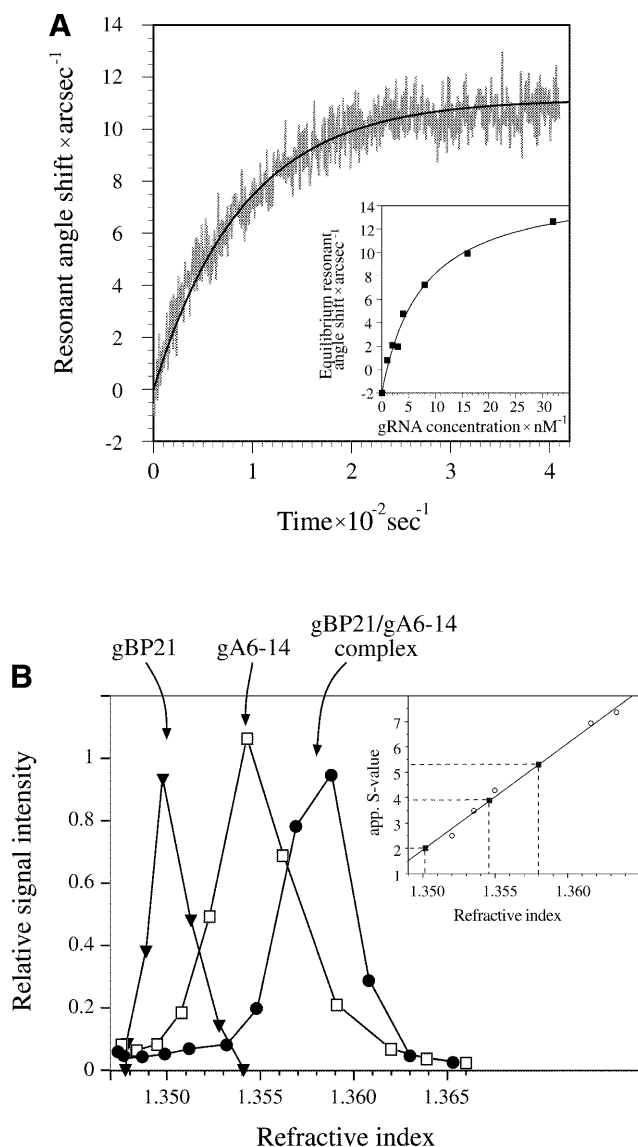 A
14
12
10
8
6
4
2
0
-2
Resonant angle shift×arcsec⁻¹
0 1 2 3 4
Time×10⁻²sec⁻¹
14
12
10
8
6
4
2
0
-2
Equilibrium resonant
angle shift×arcsec⁻¹
0 5 10 15 20 25 30
gRNA concentration×nM⁻¹
B
gBP21
gA6-14
gBP21/gA6-14
complex
1
0.8
0.6
0.4
0.2
0
Relative signal intensity
1.350 1.355 1.360 1.365
Refractive index
7
6
5
4
3
2
1
app. S-value
1.350 1.355 1.360
Refractive index